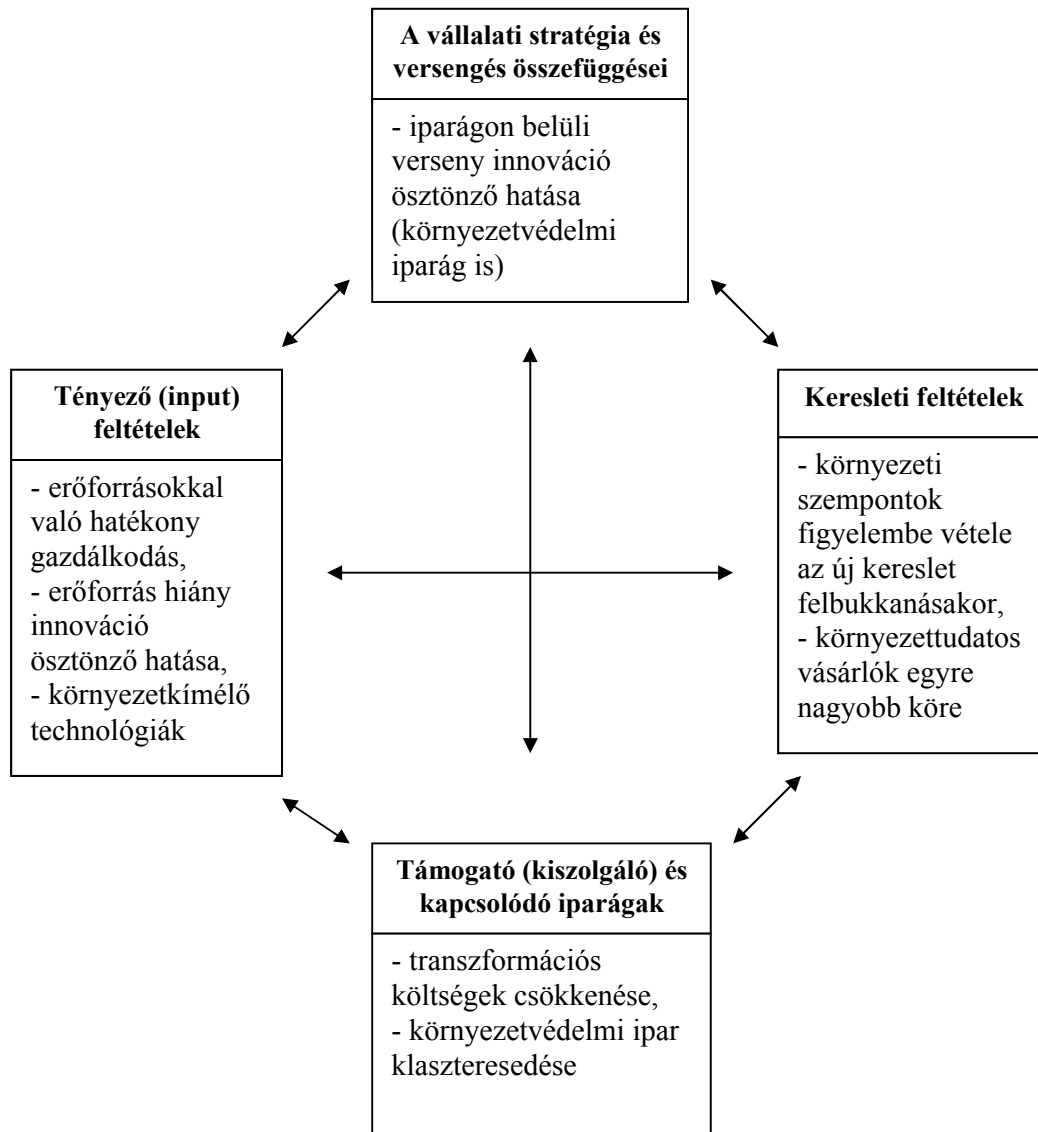 A vállalati stratégia és
versengés összefüggései
- iparágon belüli
verseny innováció
ösztönző hatása
(környezetvédelmi
iparág is)
Tényező (input)
feltételek
- erőforrásokkal
való hatékony
gazdálkodás,
- erőforrás hiány
innováció
ösztönző hatása,
- környezetkímélő
technológiák
Keresleti feltételek
- környezeti
szempontok
figyelembe vétele
az új kereslet
felbukkanásakor,
- környezettudatos
vásárlók egyre
nagyobb köre
Támogató (kiszolgáló) és
kapcsolódó iparágak
- transzformációs
költségek csökkenése,
- környezetvédelmi ipar
klaszteresedése